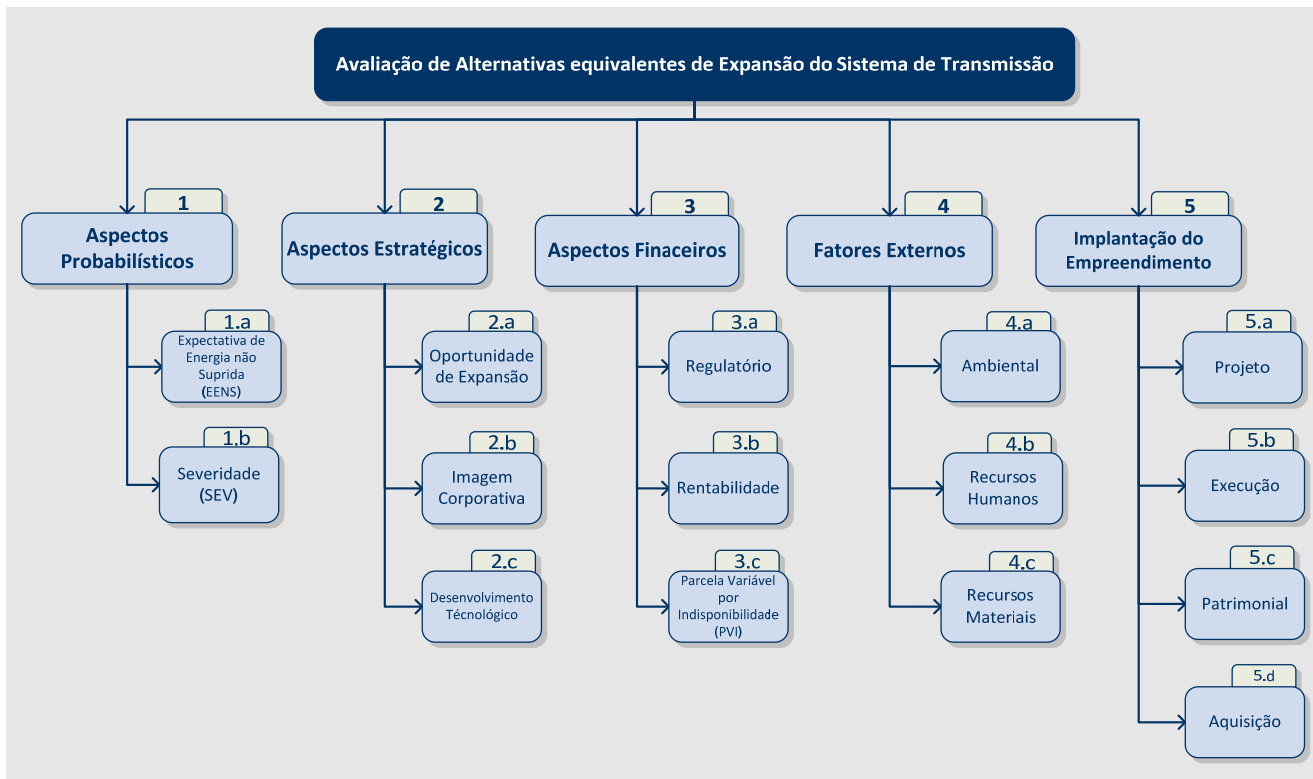 Avaliação de Alternativas equivalentes de Expansão do Sistema de Transmissão
1
Aspectos
Probabilísticos
1.a
Expectativa de
Energia não
Suprida
(EENS)
1.b
Severidade
(SEV)
2
Aspectos Estratégicos
2.a
Oportunidade
de Expansão
2.b
Imagem
Corporativa
2.c
Desenvolvimento
Técnológico
3
Aspectos Finaceiros
3.a
Regulatório
3.b
Rentabilidade
3.c
Parcela Variável
por
Indisponibilidade
(PVI)
4
Fatores Externos
4.a
Ambiental
4.b
Recursos
Humanos
4.c
Recursos
Materiais
5
Implantação do
Empreendimento
5.a
Projeto
5.b
Execução
5.c
Patrimonial
5.d
Aquisição